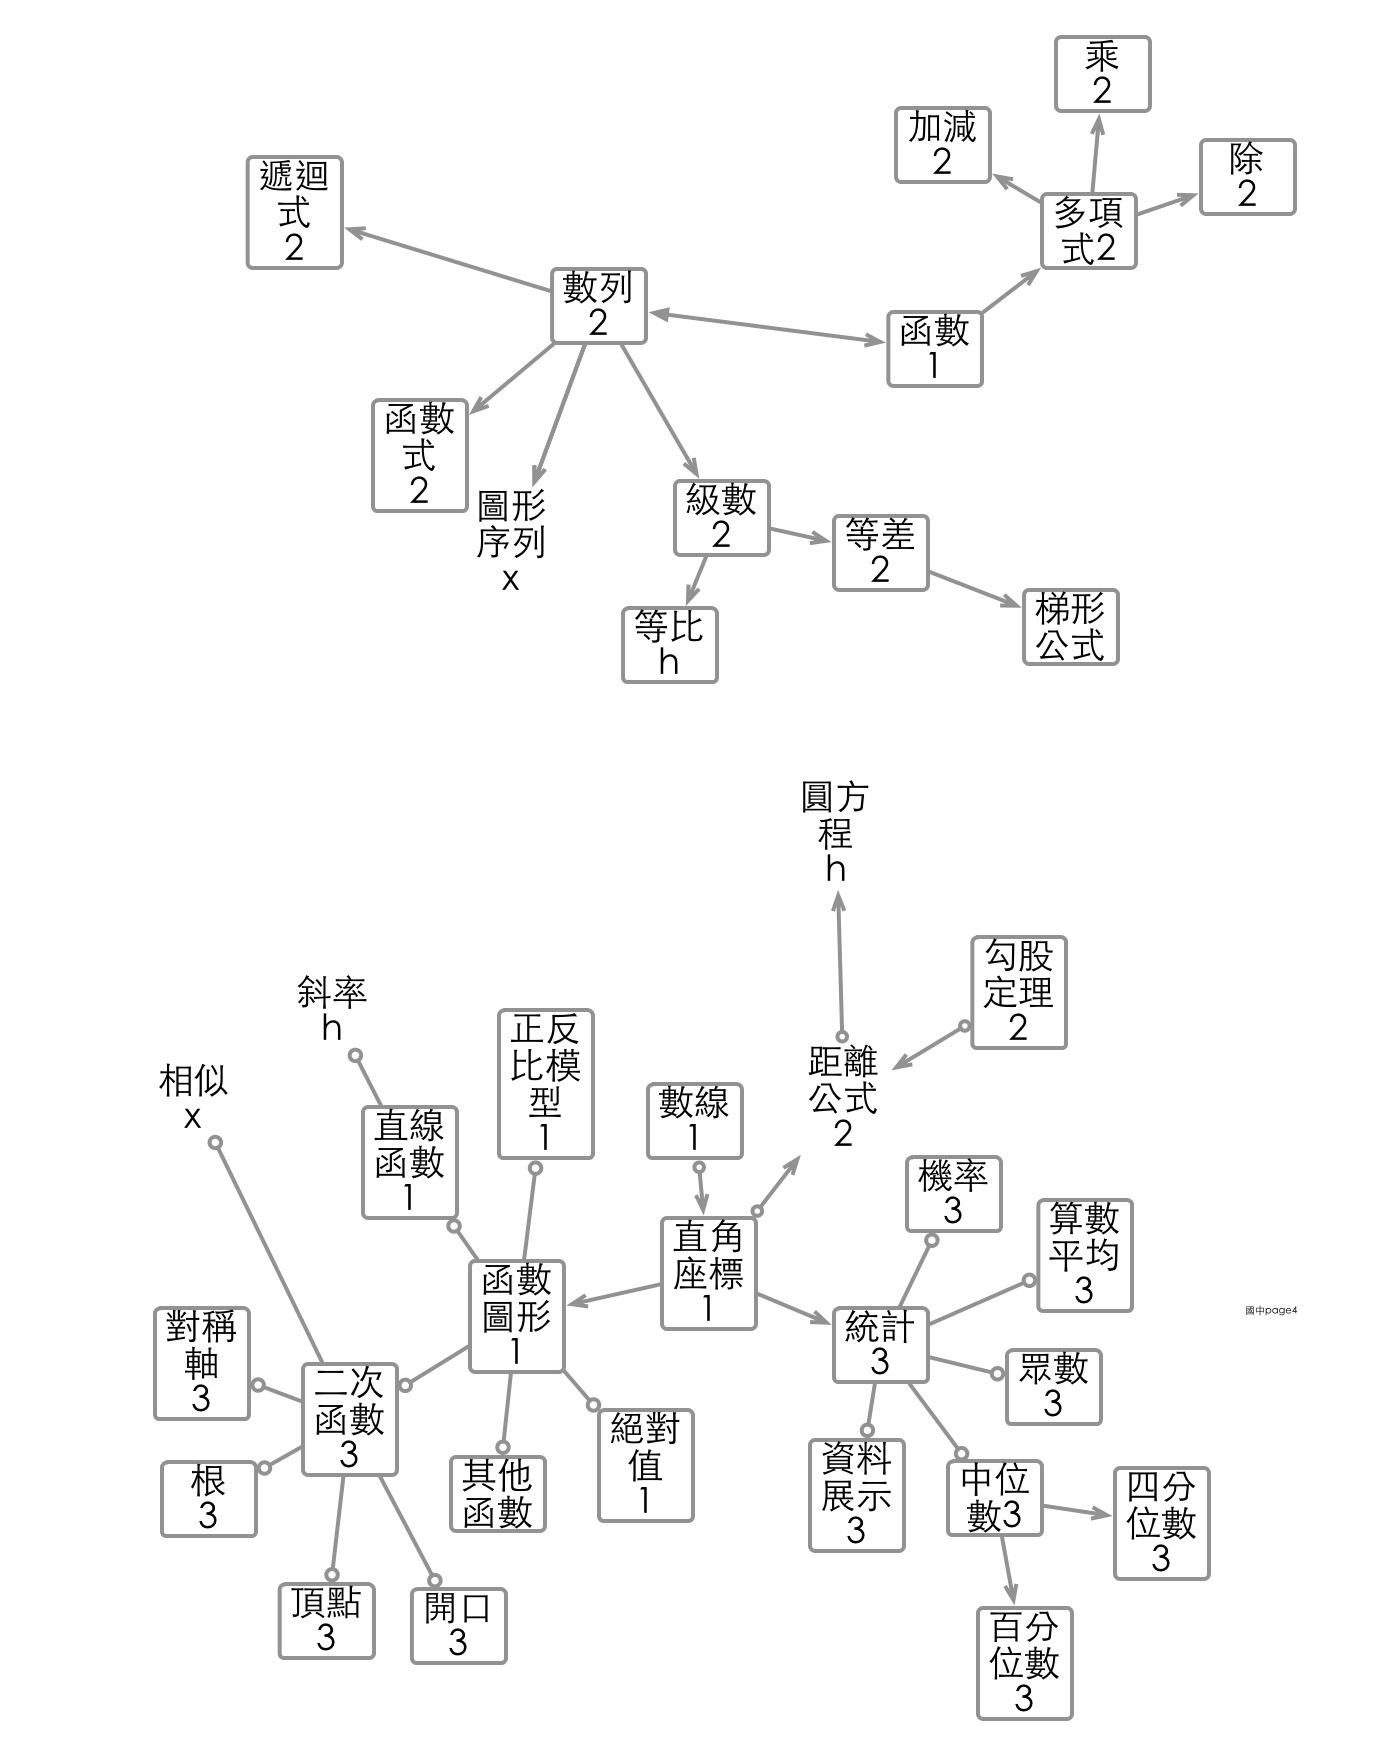 乘
2
加減
2
除
2
遞迴
式
2
多項
式2
數列
2
函數
1
函數
式
2
圖形
序列
x
級數
2
等差
2
等比
h
梯形
公式
圓方
程
h
勾股
定理
2
斜率
h
正反
比模
型
1
距離
公式
2
相似
x
數線
1
直線
函數
1
機率
3
算數
平均
3
直角
座標
1
函數
圖形
1
國中page4
統計
3
對稱
軸
3
二次
函數
3
眾數
3
絕對
值
1
資料
展示
3
根
3
其他
函數
中位
數3
四分
位數
3
頂點
3
開口
3
百分
位數
3